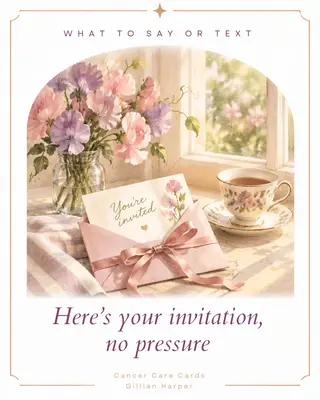 WHAT TO SAY OR TEXT
You're
invited
Here's your invitation,
no pressure
Cancer Care Cards
Gillian Harper